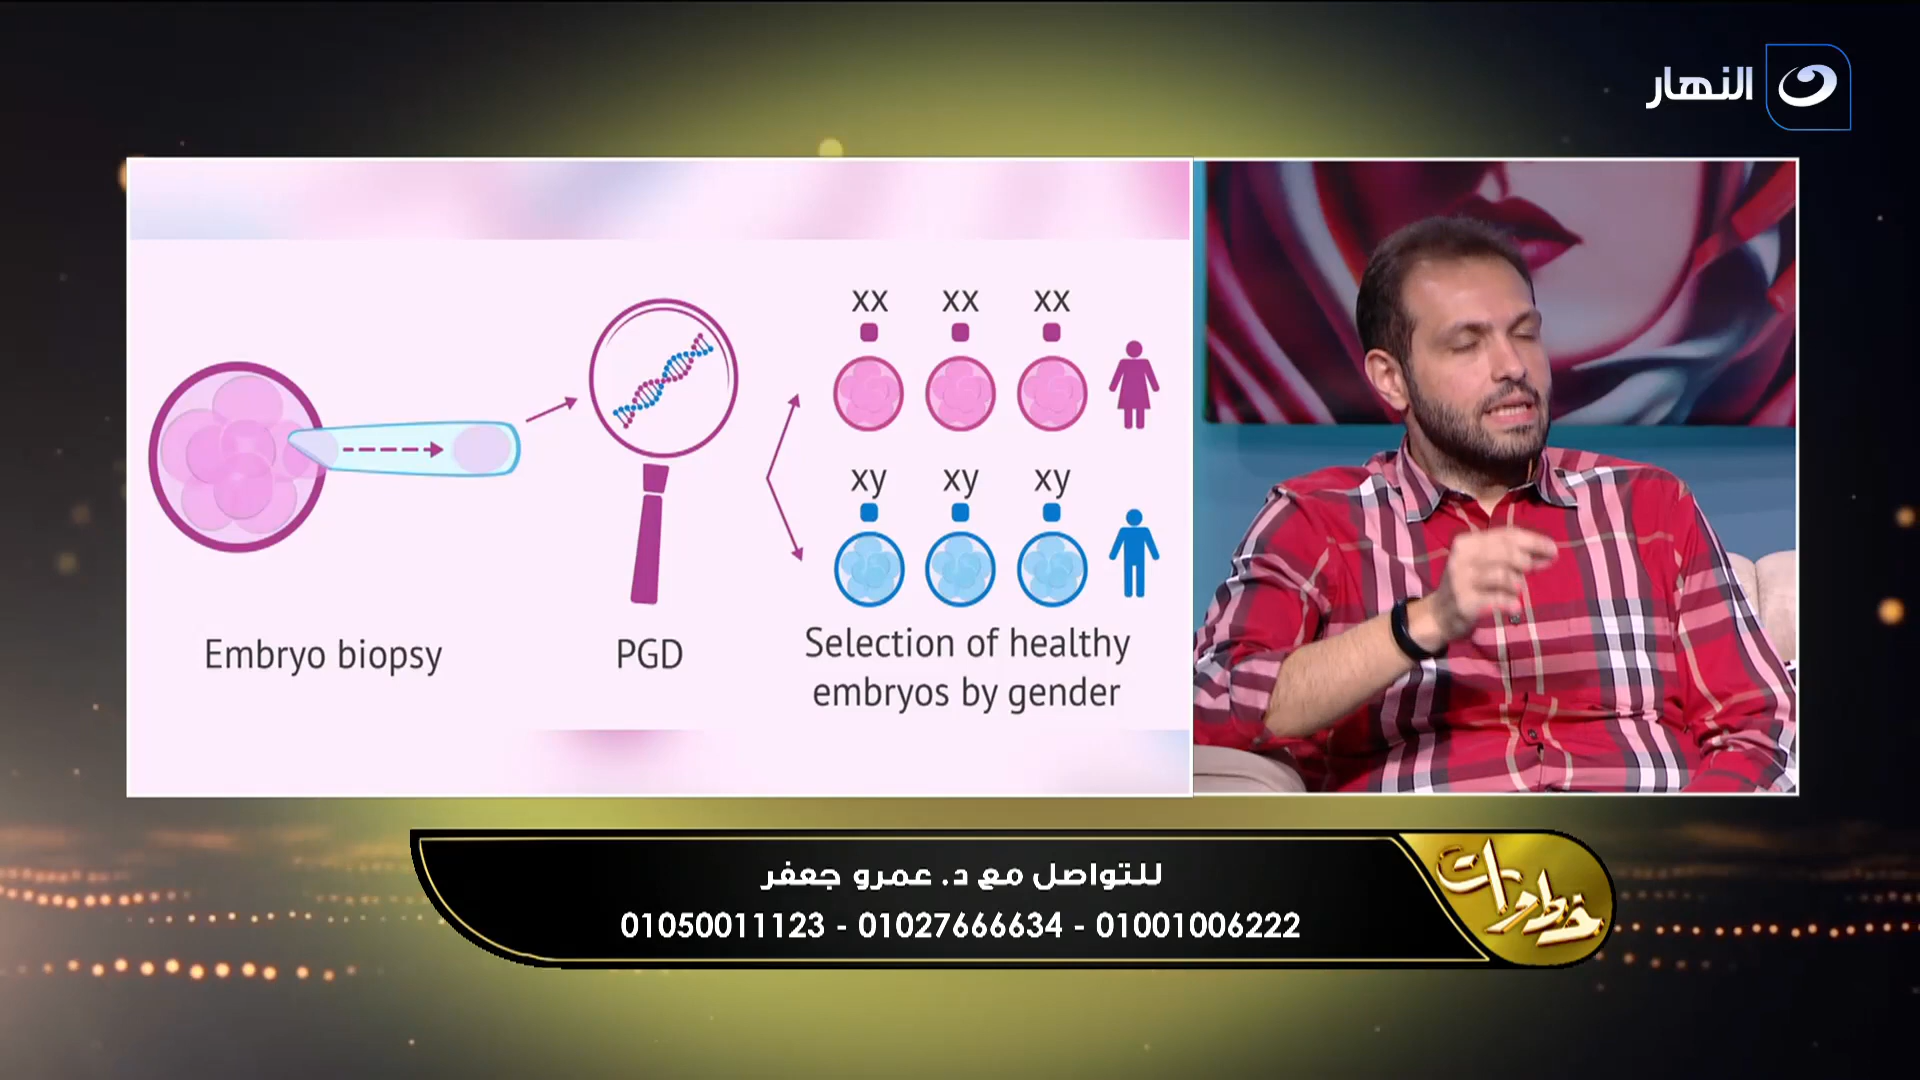 النهار
xx xx xx
xy xy xy
Embryo biopsy
PGD
Selection of healthy
embryos by gender
للتواصل مع د. عمرو جعفر
01050011123 - 01027666634 - 01001006222
خطوات